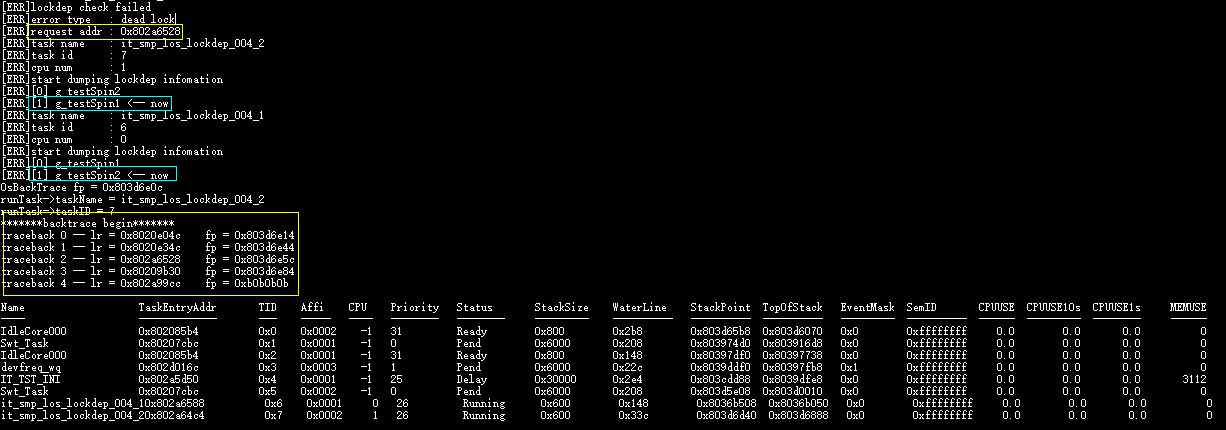 [ERR]lockdep check failed
[ERR]error type : dead lock
[ERR]request addr : 0x802a6528
[ERR]task name : it_smp_los_lockdep_004_2
[ERR]task id : 7
[ERR]cpu num : 1
[ERR]start dumping lockdep infomation
[ERR][0] g_testSpin2
[ERR][1] g_testSpin1 <-- now
[ERR]task name : it_smp_los_lockdep_004_1
[ERR]task id : 6
[ERR]cpu num : 0
[ERR]start dumping lockdep infomation
[ERR][0] g_testSpin1
[ERR][1] g_testSpin2 <-- now
OsBackTrace fp = 0x803d6e0c
runTask->taskName = it_smp_los_lockdep_004_2
runTask->taskID = 7
*******backtrace begin*******
traceback 0 -- lr = 0x8020e04c fp = 0x803d6e14
traceback 1 -- lr = 0x8020e34c fp = 0x803d6e44
traceback 2 -- lr = 0x802a6528 fp = 0x803d6e5c
traceback 3 -- lr = 0x80209b30 fp = 0x803d6e84
traceback 4 -- lr = 0x802a99cc fp = 0xb0b0b0b
Name TaskEntryAddr TID Affi CPU Priority Status StackSize WaterLine StackPoint TopOfStack EventMask SemID CPUUSE CPUUSE10s CPUUSE1s MEMUSE
IdleCore000 0x802085b4 0x0 0x0002 -1 31 Ready 0x800 0x2b8 0x803d65b8 0x803d6070 0x0 0xffffffff 0.0 0.0 0.0 0
Swt_Task 0x80207cbc 0x1 0x0001 -1 0 Pend 0x6000 0x208 0x803974d0 0x803916d8 0x0 0xffffffff 0.0 0.0 0.0 0
IdleCore000 0x802085b4 0x2 0x0001 -1 31 Ready 0x800 0x148 0x80397df0 0x80397738 0x0 0xffffffff 0.0 0.0 0.0 0
devfreq_wq 0x802d016c 0x3 0x0003 -1 1 Pend 0x6000 0x22c 0x8039ddf0 0x80397fb8 0x1 0xffffffff 0.0 0.0 0.0 0
IT_TST_INI 0x802a5d50 0x4 0x0001 -1 25 Delay 0x30000 0x2e4 0x803cdd88 0x8039dfe8 0x0 0xffffffff 0.0 0.0 0.0 3112
Swt_Task 0x80207cbc 0x5 0x0002 -1 0 Pend 0x6000 0x208 0x803d5e08 0x803d0010 0x0 0xffffffff 0.0 0.0 0.0 0
it_smp_los_lockdep_004_10x802a6588 0x6 0x0001 0 26 Running 0x600 0x148 0x8036b508 0x8036b050 0x0 0xffffffff 0.0 0.0 0.0 0
it_smp_los_lockdep_004_20x802a64c4 0x7 0x0002 1 26 Running 0x600 0x33c 0x803d6d40 0x803d6888 0x0 0xffffffff 0.0 0.0 0.0 0